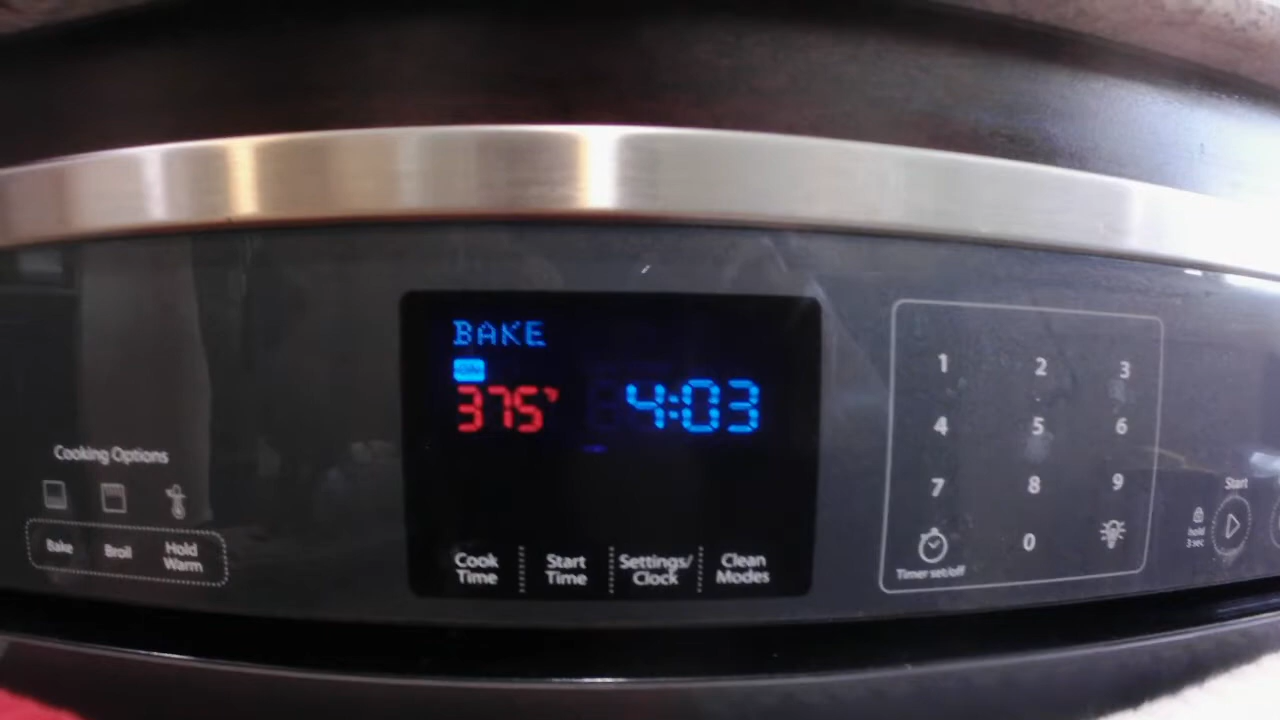 BAKE
375°
4:03
Cooking Options
Bake
Broil
Hold
Warm
Cook
Time
Start
Time
Settings/
Clock
Clean
Modes
1 2 3
4 5 6
7 8 9
0
Timer set/off
Start
hold
3 sec